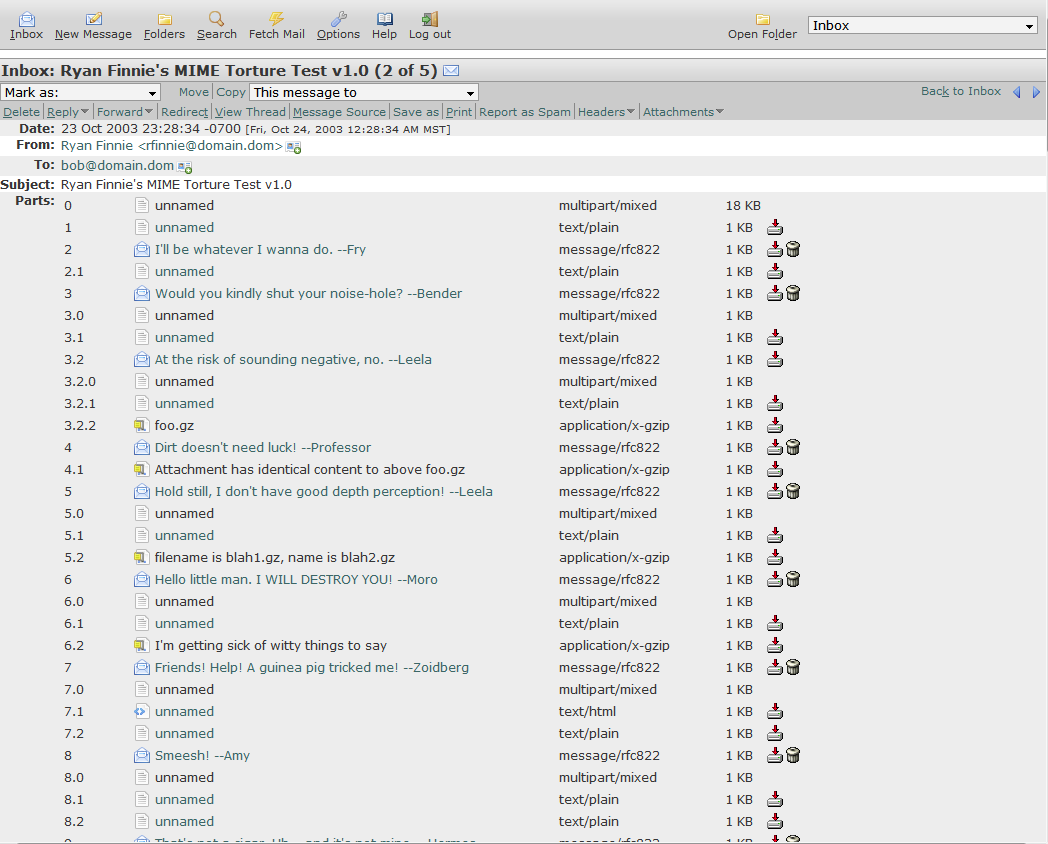 Inbox New Message Folders Search Fetch Mail Options Help Log out Open Folder Inbox
Inbox: Ryan Finnie's MIME Torture Test v1.0 (2 of 5)
Mark as: Move | Copy This message to Back to Inbox
Delete | Reply | Forward | Redirect | View Thread | Message Source | Save as | Print | Report as Spam | Headers | Attachments
Date: 23 Oct 2003 23:28:34 -0700 [Fri, Oct 24, 2003 12:28:34 AM MST]
From: Ryan Finnie <rfinnie@domain.dom>
To: bob@domain.dom
Subject: Ryan Finnie's MIME Torture Test v1.0
Parts: 0 unnamed multipart/mixed 18 KB
1 unnamed text/plain 1 KB
2 I'll be whatever I wanna do. --Fry message/rfc822 1 KB
2.1 unnamed text/plain 1 KB
3 Would you kindly shut your noise-hole? --Bender message/rfc822 1 KB
3.0 unnamed multipart/mixed 1 KB
3.1 unnamed text/plain 1 KB
3.2 At the risk of sounding negative, no. --Leela message/rfc822 1 KB
3.2.0 unnamed multipart/mixed 1 KB
3.2.1 unnamed text/plain 1 KB
3.2.2 foo.gz application/x-gzip 1 KB
4 Dirt doesn't need luck! --Professor message/rfc822 1 KB
4.1 Attachment has identical content to above foo.gz application/x-gzip 1 KB
5 Hold still, I don't have good depth perception! --Leela message/rfc822 1 KB
5.0 unnamed multipart/mixed 1 KB
5.1 unnamed text/plain 1 KB
5.2 filename is blah1.gz, name is blah2.gz application/x-gzip 1 KB
6 Hello little man. I WILL DESTROY YOU! --Moro message/rfc822 1 KB
6.0 unnamed multipart/mixed 1 KB
6.1 unnamed text/plain 1 KB
6.2 I'm getting sick of witty things to say application/x-gzip 1 KB
7 Friends! Help! A guinea pig tricked me! --Zoidberg message/rfc822 1 KB
7.0 unnamed multipart/mixed 1 KB
7.1 unnamed text/html 1 KB
7.2 unnamed text/plain 1 KB
8 Smeesh! --Amy message/rfc822 1 KB
8.0 unnamed multipart/mixed 1 KB
8.1 unnamed text/plain 1 KB
8.2 unnamed text/plain 1 KB